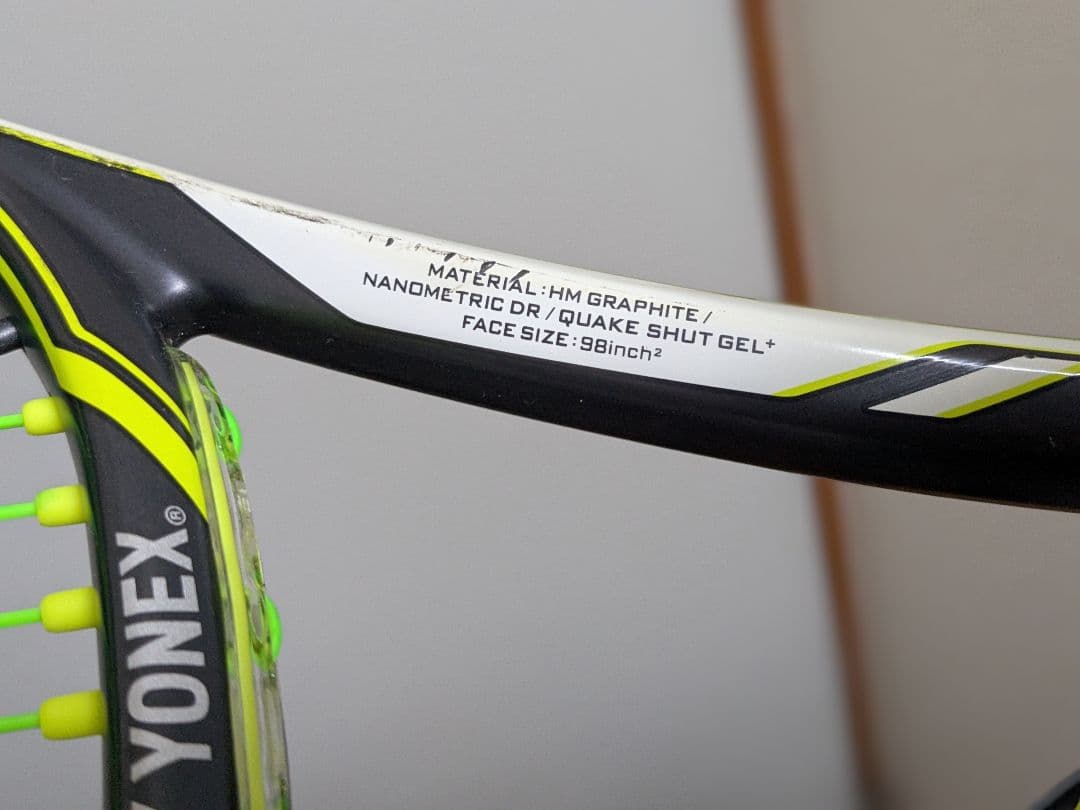 MATERIAL:HM GRAPHITE/
NANOMETRIC DR/QUAKE SHUT GEL+
FACE SIZE:98inch²
YONEX®